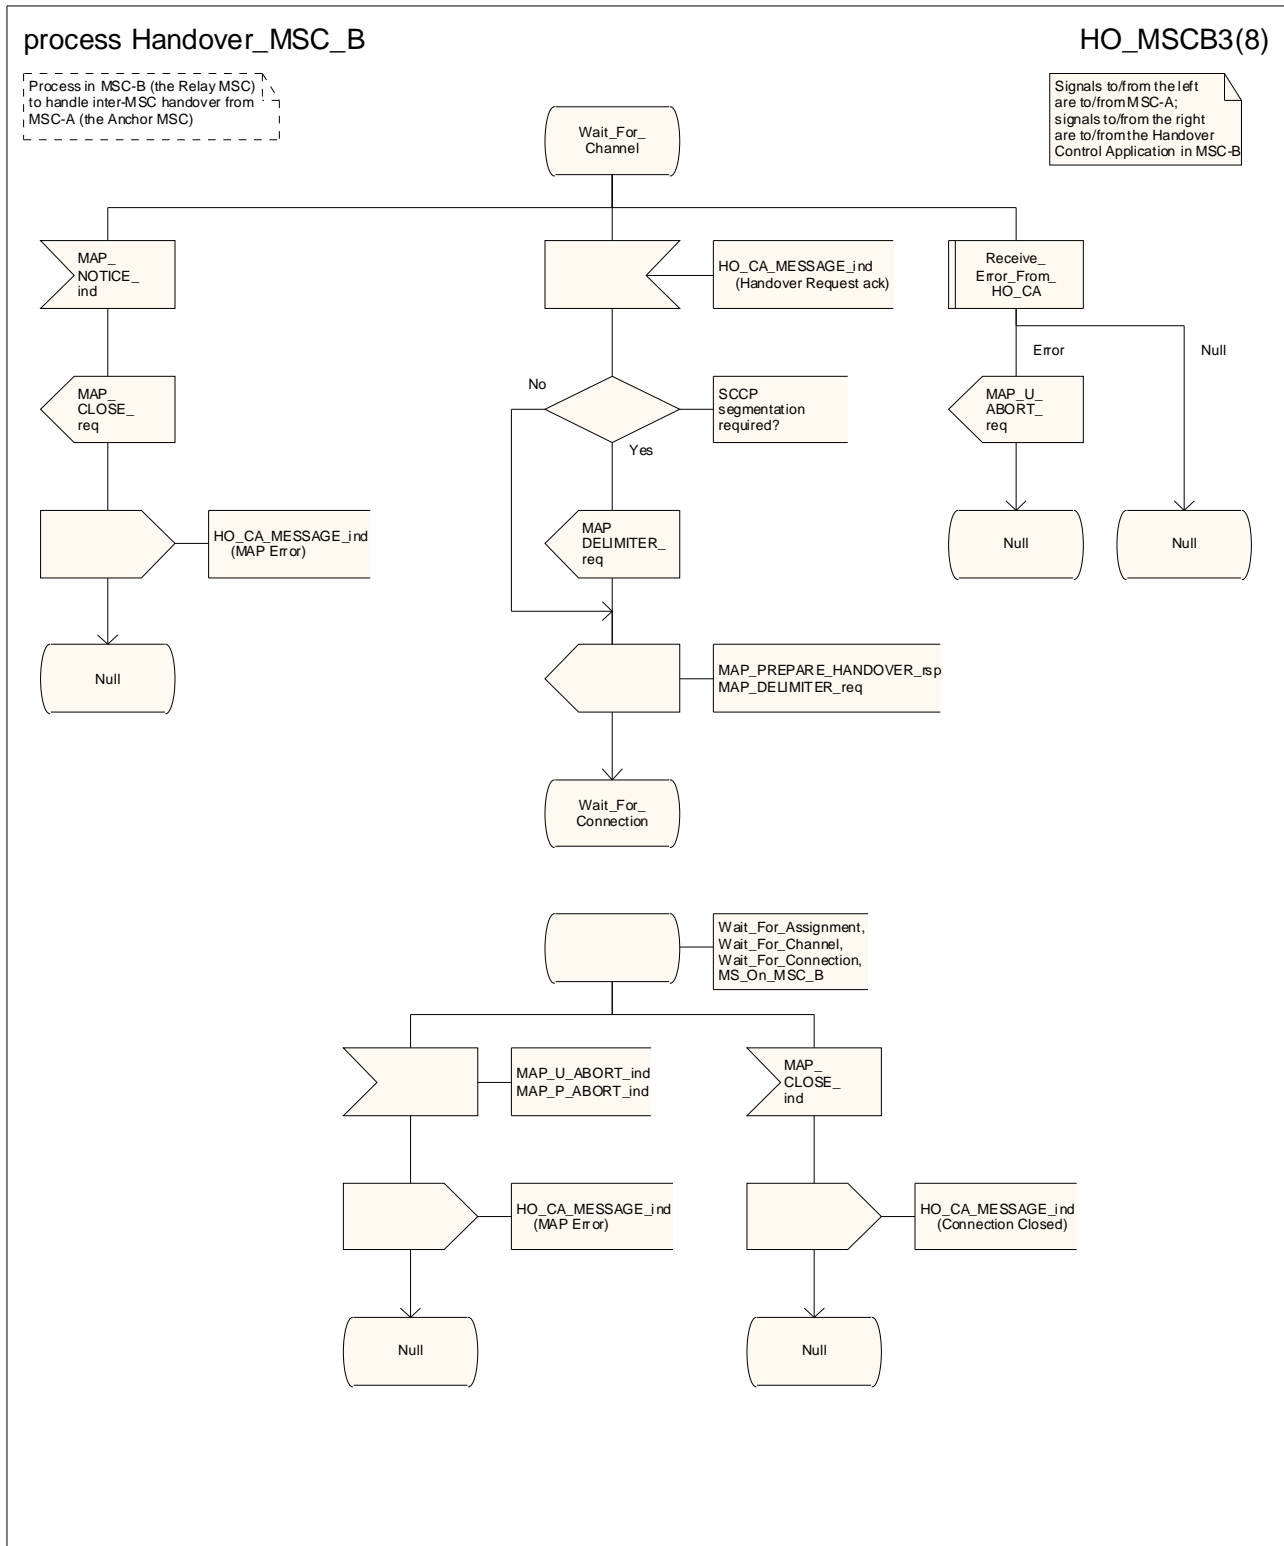 process Handover_MSC_B
HO_MSCB3(8)
Process in MSC-B (the Relay MSC)
to handle inter-MSC handover from
MSC-A (the Anchor MSC)
Signals to/from the left
are to/from MSC-A;
signals to/from the right
are to/from the Handover
Control Application in MSC-B
Wait_For_
Channel
MAP_
NOTICE_
ind
HO_CA_MESSAGE_ind
(Handover Request ack)
Receive_
Error_From_
HO_CA
Error
Null
MAP_
CLOSE_
req
No
SCCP
segmentation
required?
Yes
MAP_U_
ABORT_
req
HO_CA_MESSAGE_ind
(MAP Error)
MAP
DELIMITER_
req
Null
Null
Null
MAP_PREPARE_HANDOVER_rsp
MAP_DELIMITER_req
Wait_For_
Connection
Wait_For_Assignment,
Wait_For_Channel,
Wait_For_Connection,
MS_On_MSC_B
MAP_U_ABORT_ind
MAP_P_ABORT_ind
MAP_
CLOSE_
ind
HO_CA_MESSAGE_ind
(MAP Error)
HO_CA_MESSAGE_ind
(Connection Closed)
Null
Null